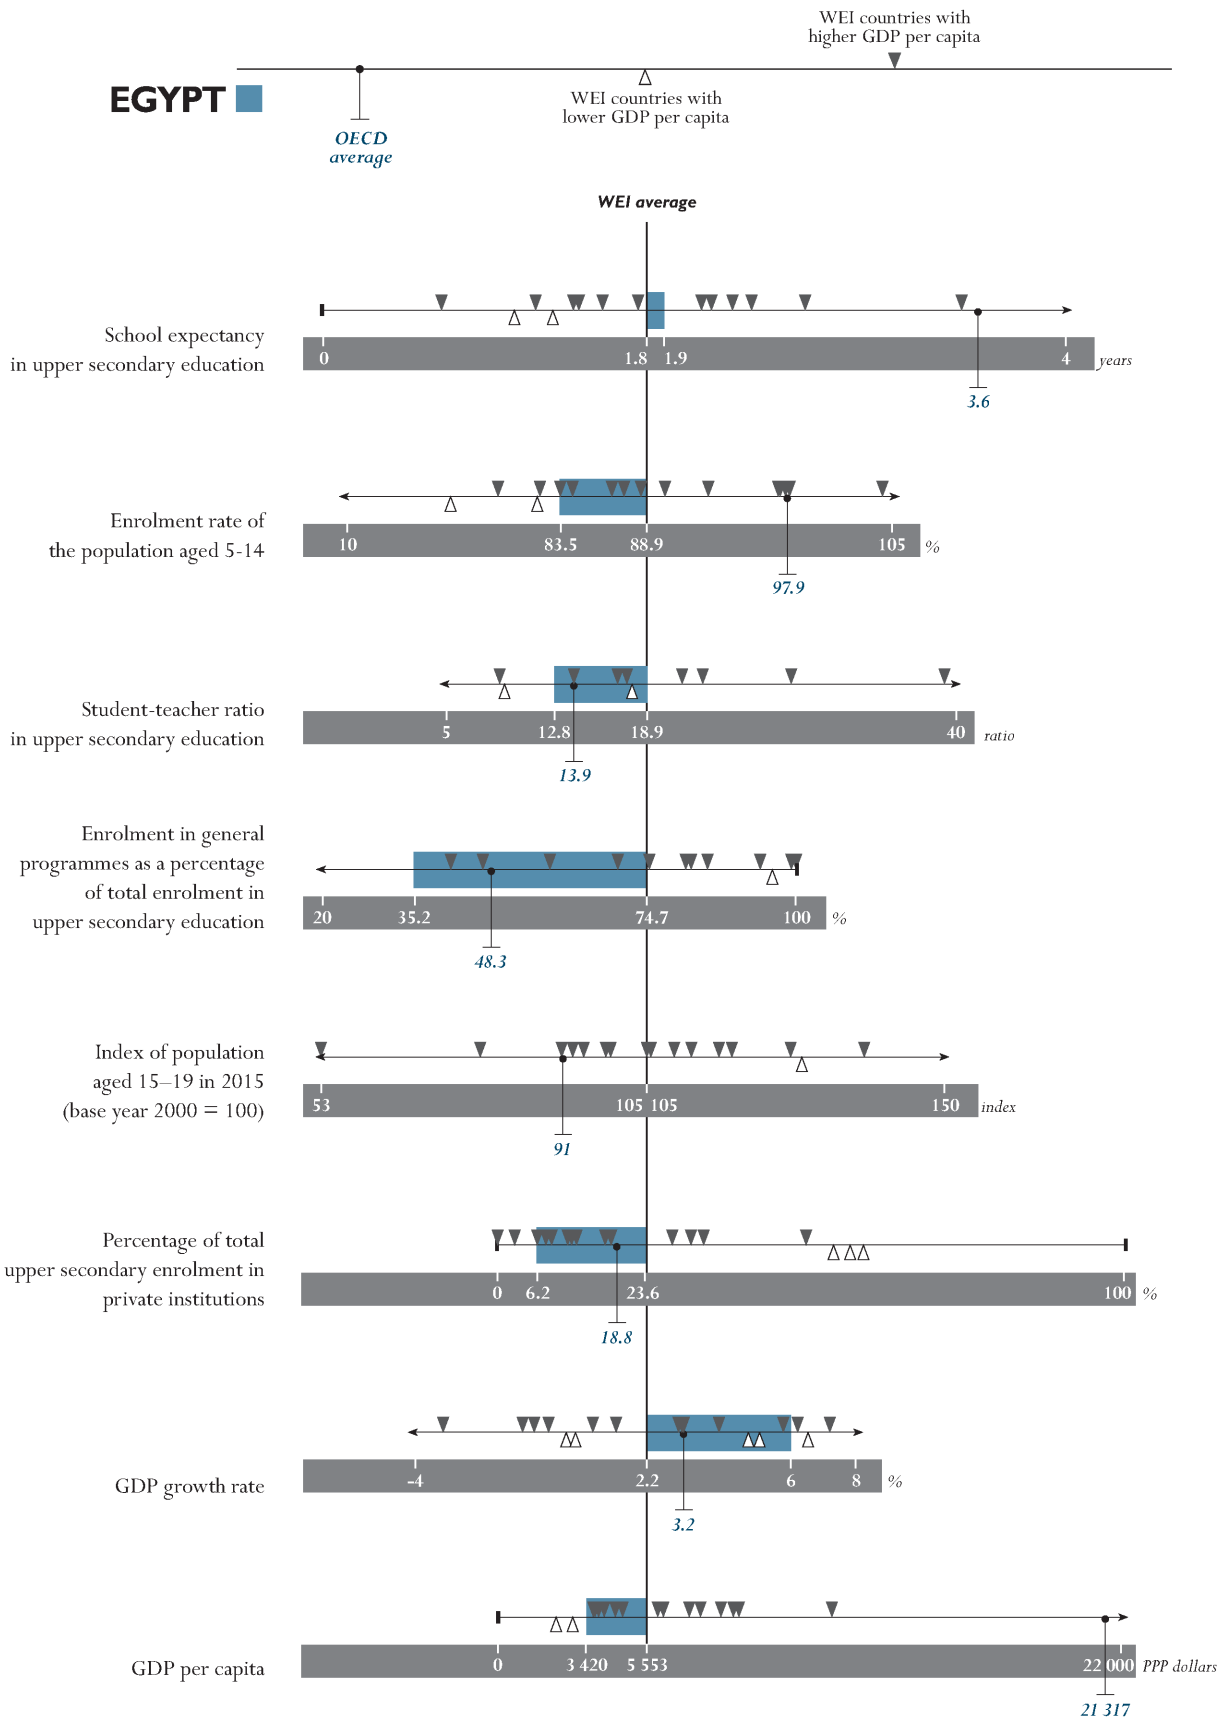 WEI countries with
higher GDP per capita
EGYPT
WEI countries with
lower GDP per capita
OECD
average
WEI average
School expectancy
in upper secondary education
0
1.8
1.9
4
years
3.6
Enrolment rate of
the population aged 5-14
10
83.5
88.9
105
%
97.9
Student-teacher ratio
in upper secondary education
5
12.8
18.9
40
ratio
13.9
Enrolment in general
programmes as a percentage
of total enrolment in
upper secondary education
20
35.2
74.7
100
%
48.3
Index of population
aged 15–19 in 2015
(base year 2000 = 100)
53
105
105
150
index
91
Percentage of total
upper secondary enrolment in
private institutions
0
6.2
23.6
100
%
18.8
GDP growth rate
-4
2.2
6
8
%
3.2
GDP per capita
0
3 420
5 553
22 000
PPP dollars
21 317